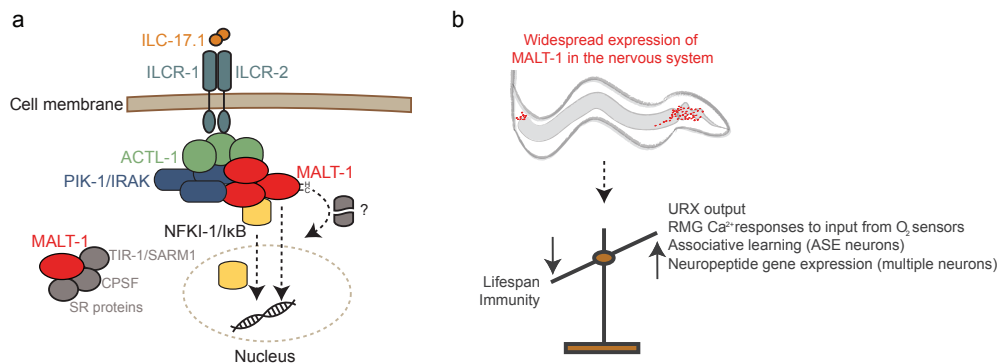 a
ILC-17.1
ILCR-1
ILCR-2
Cell membrane
ACTL-1
PIK-1/IRAK
MALT-1
H
C
?
NFKI-1/IκB
MALT-1
TIR-1/SARM1
CPSF
SR proteins
Nucleus
b
Widespread expression of
MALT-1 in the nervous system
URX output
RMG Ca²⁺ responses to input from O₂ sensors
Associative learning (ASE neurons)
Neuropeptide gene expression (multiple neurons)
Lifespan
Immunity